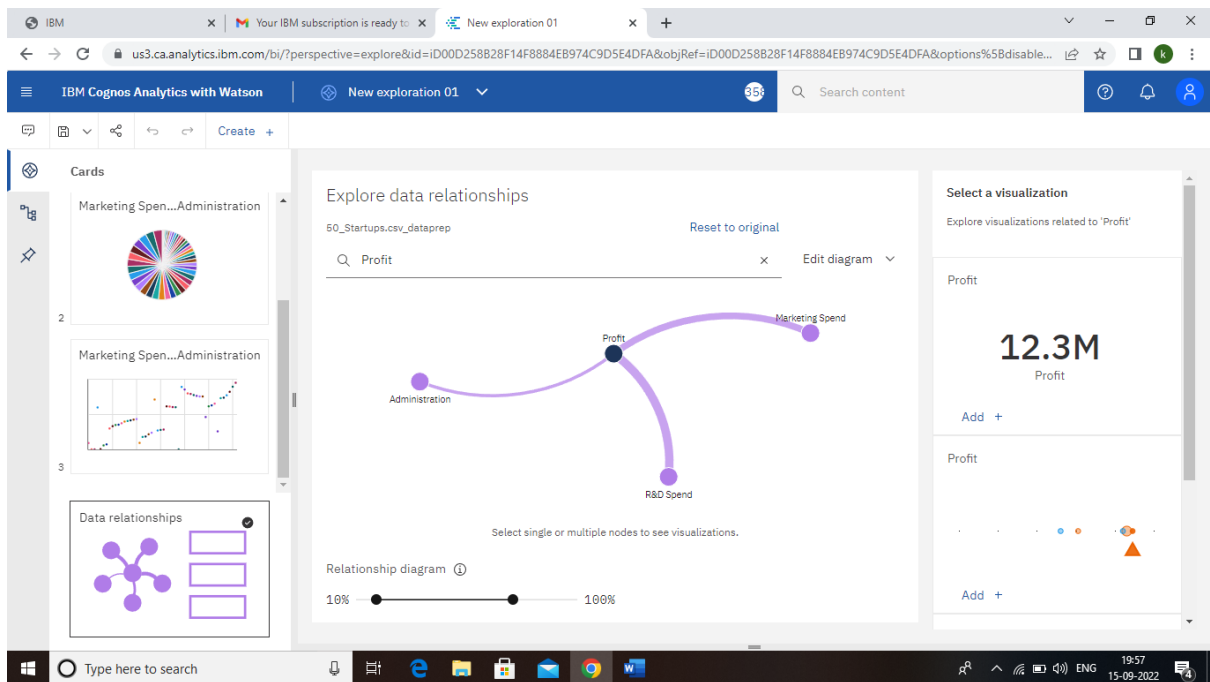 IBM
Your IBM subscription is ready to
New exploration 01
us3.ca.analytics.ibm.com/bi/?perspective=explore&id=iD00D258B28F14F8884EB974C9D5E4DFA&objRef=iD00D258B28F14F8884EB974C9D5E4DFA&options%5Bdisable...
k
IBM Cognos Analytics with Watson
New exploration 01
358
Search content
Create +
Cards
Marketing Spen...Administration
2
Marketing Spen...Administration
3
Data relationships
Explore data relationships
50_Startups.csv_dataprep
Reset to original
Profit
Edit diagram
Marketing Spend
Profit
Administration
R&D Spend
Select single or multiple nodes to see visualizations.
Relationship diagram
10%
100%
Select a visualization
Explore visualizations related to 'Profit'
Profit
12.3M
Profit
Add +
Profit
Add +
Type here to search
ENG
19:57
15-09-2022
4